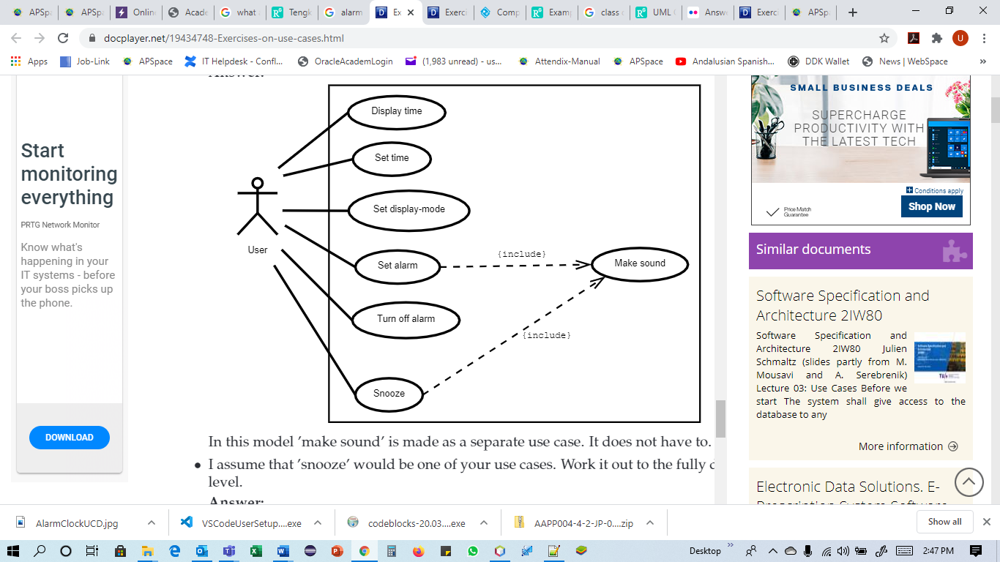 APSpa
APSpa
Online
Acade
what a
Tengk
alarm
Ex
Exerci
Comp
Examp
class d
UML C
Answe
Exerci
APSp
docplayer.net/19434748-Exercises-on-use-cases.html
U
Apps
Job-Link
APSpace
IT Helpdesk - Confl...
OracleAcademLogin
(1,983 unread) - us...
Attendix-Manual
APSpace
Andalusian Spanish...
DDK Wallet
News | WebSpace
»
Start
monitoring
everything
PRTG Network Monitor
Know what's
happening in your
IT systems - before
your boss picks up
the phone.
DOWNLOAD
Answer:
Display time
Set time
Set display-mode
User
Set alarm
{include}
Make sound
Turn off alarm
{include}
Snooze
In this model ’make sound’ is made as a separate use case. It does not have to.
• I assume that ’snooze’ would be one of your use cases. Work it out to the fully d
level.
Answer:
SMALL BUSINESS DEALS
SUPERCHARGE
PRODUCTIVITY WITH
THE LATEST TECH
Conditions apply
Price Match
Guarantee
Shop Now
Similar documents
Software Specification and
Architecture 2IW80
Software Specification and
Architecture 2IW80 Julien
Schmaltz (slides partly from M.
Mousavi and A. Serebrenik)
Lecture 03: Use Cases Before we
start The system shall give access to the
database to any
TU/e
More information
Electronic Data Solutions. E-
Prescription System Software
AlarmClockUCD.jpg
VSCodeUserSetup....exe
codeblocks-20.03....exe
AAPP004-4-2-JP-0....zip
Show all
Desktop
»
2:47 PM